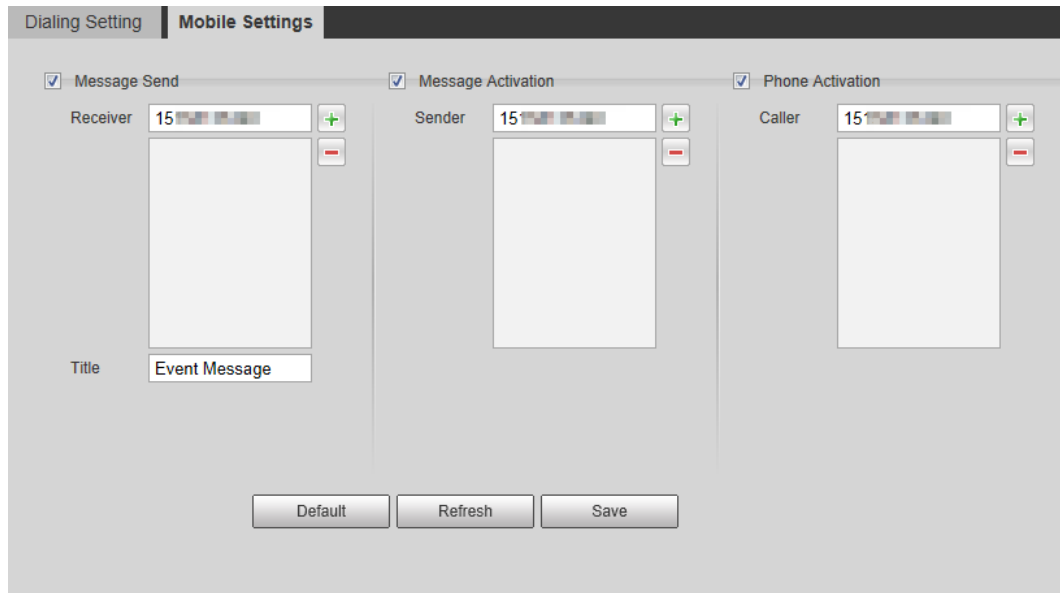 Dialing Setting
Mobile Settings
Message Send
Message Activation
Phone Activation
Receiver
Sender
Caller
Title
Event Message
Default
Refresh
Save